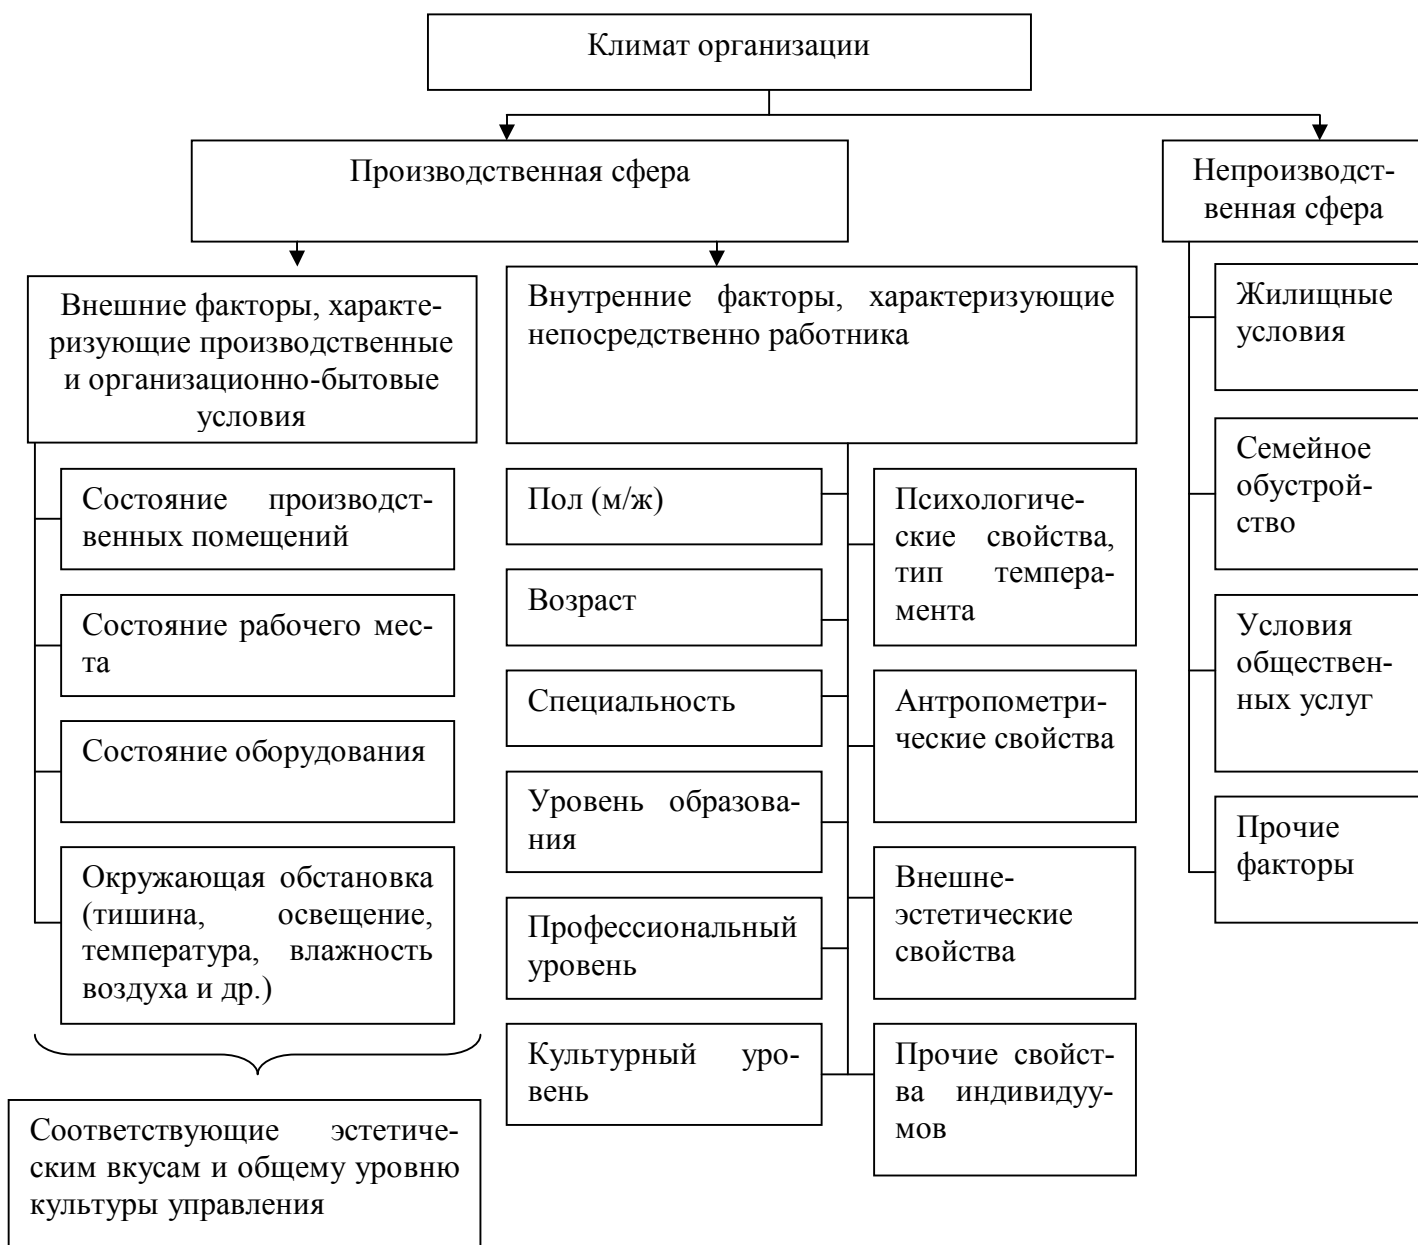 Климат организации
Производственная сфера
Непроизводст-
венная сфера
Внешние факторы, характе-
ризующие производственные
и организационно-бытовые
условия
Состояние производст-
венных помещений
Состояние рабочего мес-
та
Состояние оборудования
Окружающая обстановка
(тишина, освещение,
температура, влажность
воздуха и др.)
Соответствующие эстетиче-
ским вкусам и общему уровню
культуры управления
Внутренние факторы, характеризующие
непосредственно работника
Пол (м/ж)
Возраст
Специальность
Уровень образова-
ния
Профессиональный
уровень
Культурный уро-
вень
Психологиче-
ские свойства,
тип темпера-
мента
Антропометри-
ческие свойства
Внешне-
эстетические
свойства
Прочие свойст-
ва индивидуу-
мов
Жилищные
условия
Семейное
обустрой-
ство
Условия
обществен-
ных услуг
Прочие
факторы